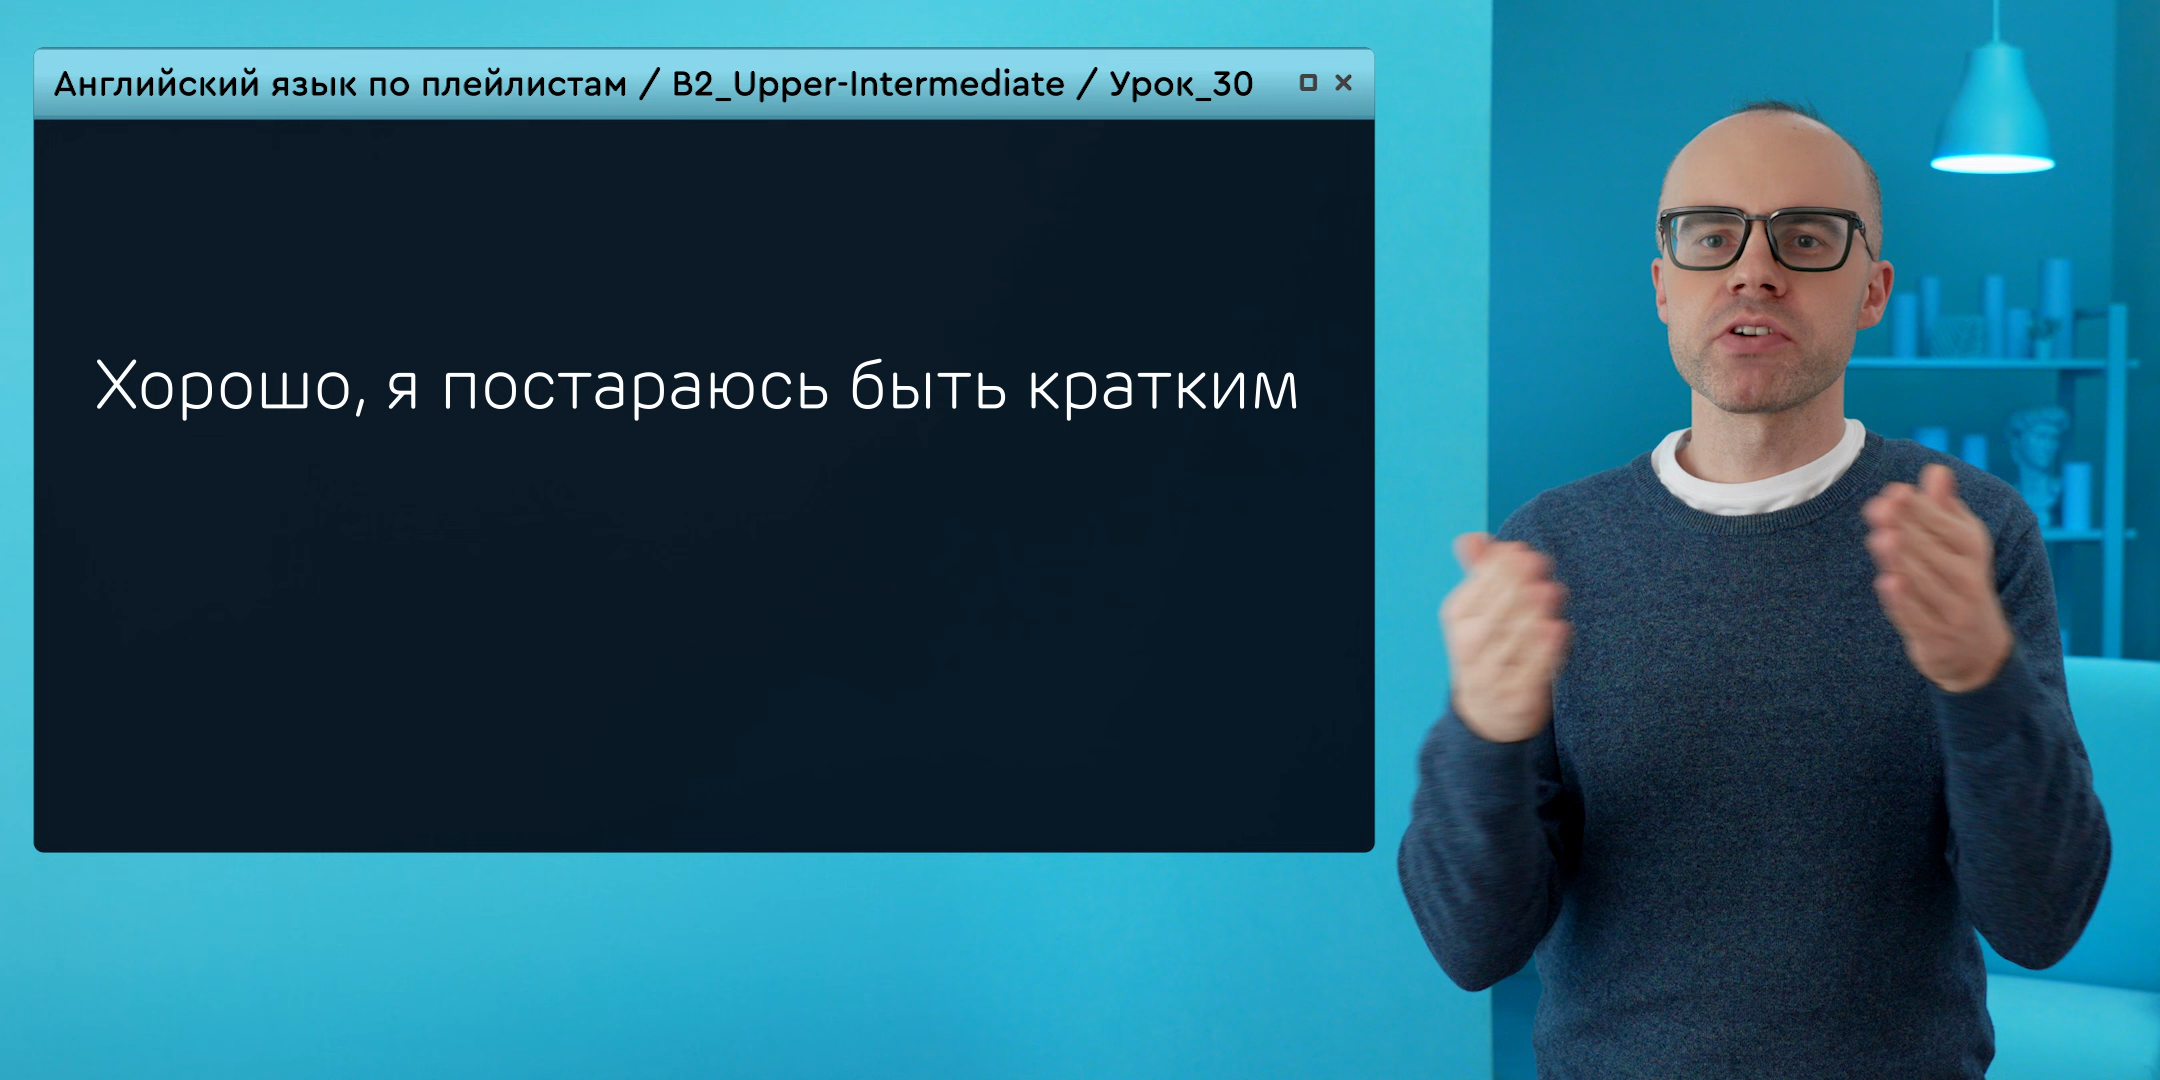 Английский язык по плейлистам / B2_Upper-Intermediate / Урок_30
Хорошо, я постараюсь быть кратким